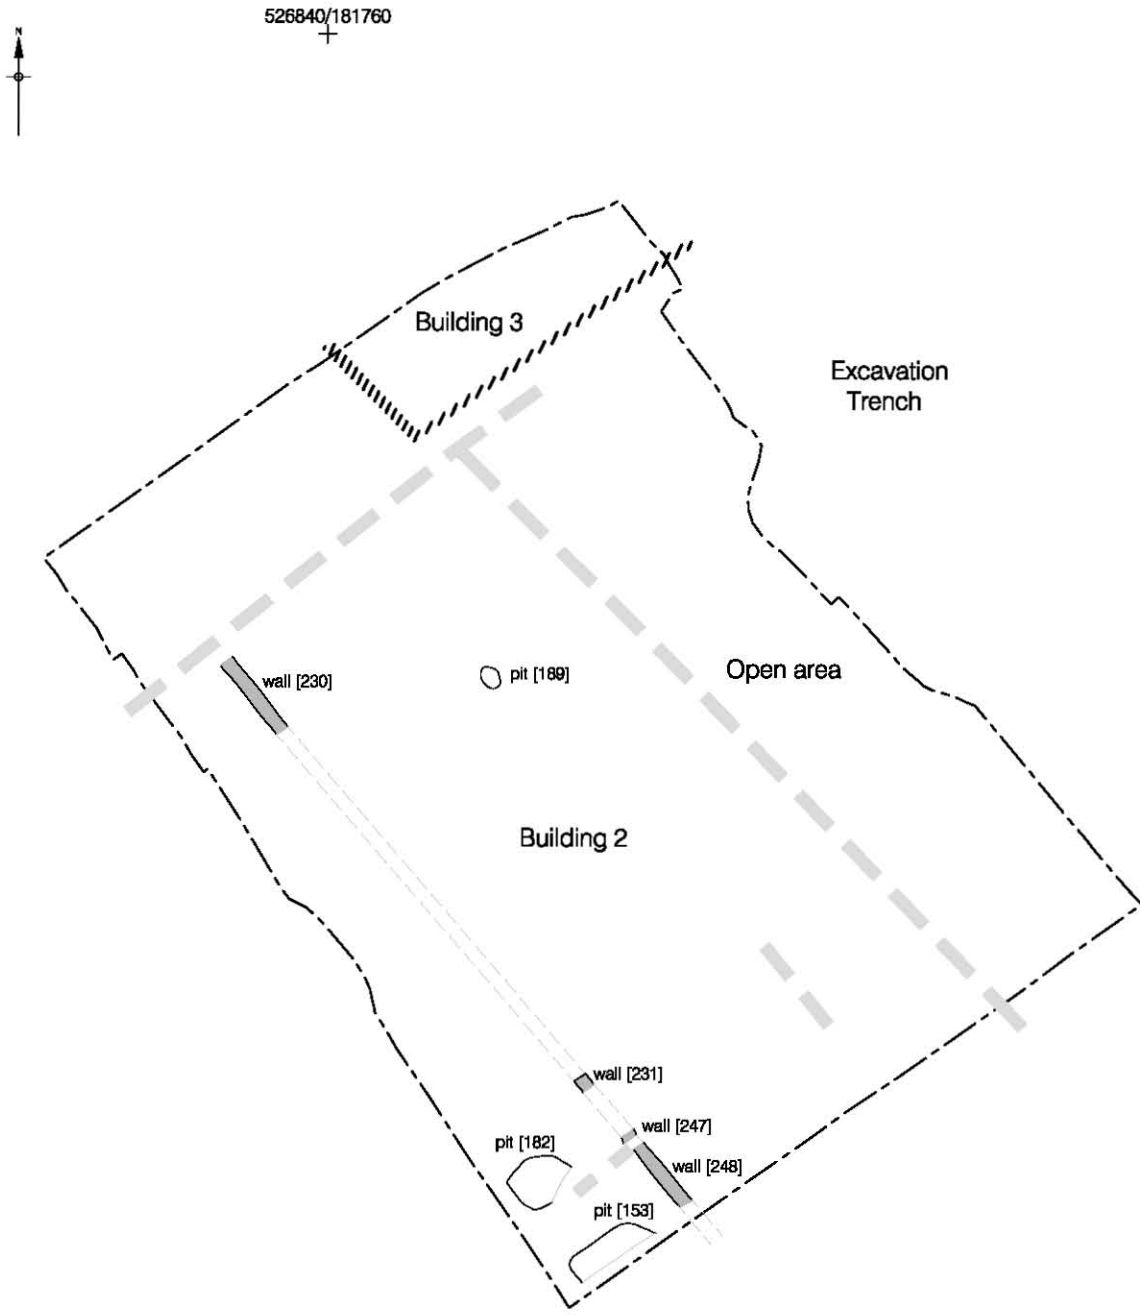 526840/181760
N
Building 3
Excavation
Trench
wall [230]
pit [189]
Open area
Building 2
wall [231]
wall [247]
pit [182]
wall [248]
pit [153]